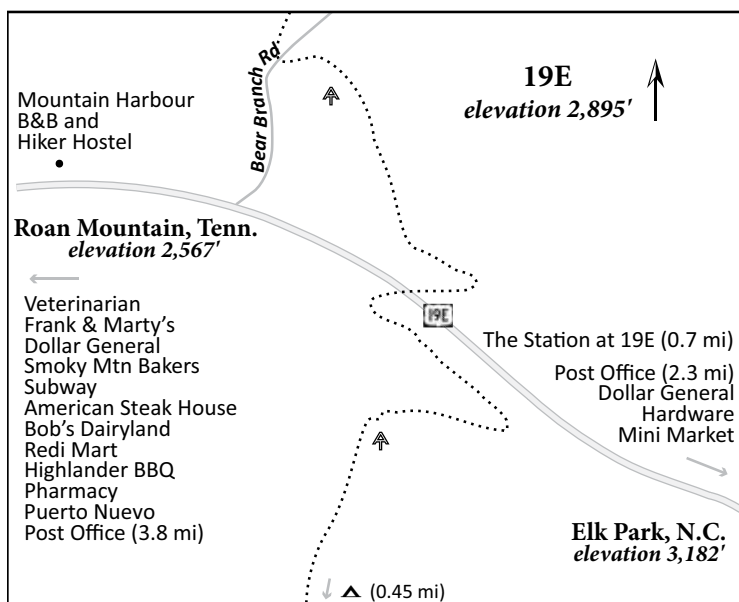 Bear Branch Rd
19E
elevation 2,895'
Mountain Harbour
B&B and
Hiker Hostel
Roan Mountain, Tenn.
elevation 2,567'
Veterinarian
Frank & Marty's
Dollar General
Smoky Mtn Bakers
Subway
American Steak House
Bob's Dairyland
Redi Mart
Highlander BBQ
Pharmacy
Puerto Nuevo
Post Office (3.8 mi)
19E
The Station at 19E (0.7 mi)
Post Office (2.3 mi)
Dollar General
Hardware
Mini Market
Elk Park, N.C.
elevation 3,182'
(0.45 mi)